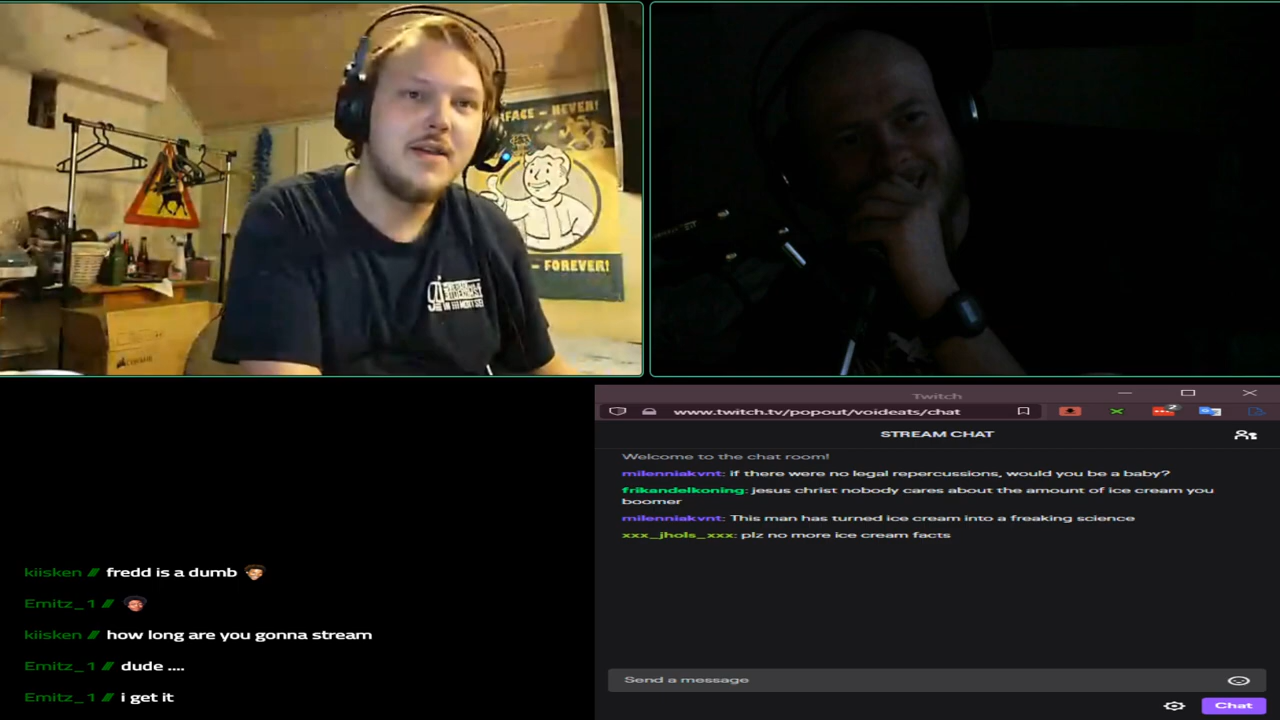 RFACE - NEVER!
- FOREVER!
Twitch
www.twitch.tv/popout/voideats/chat
STREAM CHAT
Welcome to the chat room!
milenniakvnt: if there were no legal repercussions, would you be a baby?
frikandelkoning: jesus christ nobody cares about the amount of ice cream you
boomer
milenniakvnt: This man has turned ice cream into a freaking science
xxx_jhols_xxx: plz no more ice cream facts
kiisken // fredd is a dumb
Emitz_1 //
kiisken // how long are you gonna stream
Emitz_1 // dude ....
Emitz_1 // i get it
Send a message
Chat